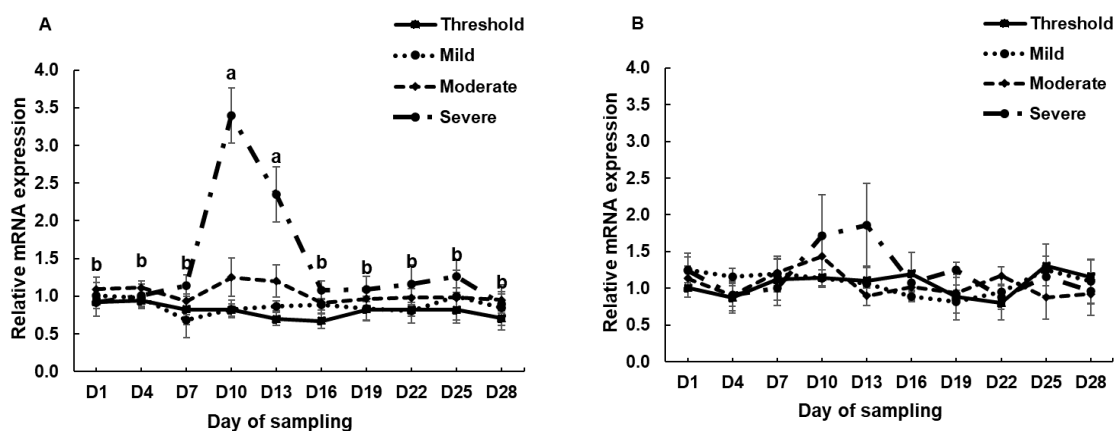 A
Threshold
Mild
Moderate
Severe
4.0
3.5
3.0
2.5
2.0
1.5
1.0
0.5
0.0
Relative mRNA expression
a
a
b b b b b b b b
D1 D4 D7 D10 D13 D16 D19 D22 D25 D28
Day of sampling
B
Threshold
Mild
Moderate
Severe
4.0
3.5
3.0
2.5
2.0
1.5
1.0
0.5
0.0
Relative mRNA expression
D1 D4 D7 D10 D13 D16 D19 D22 D25 D28
Day of sampling